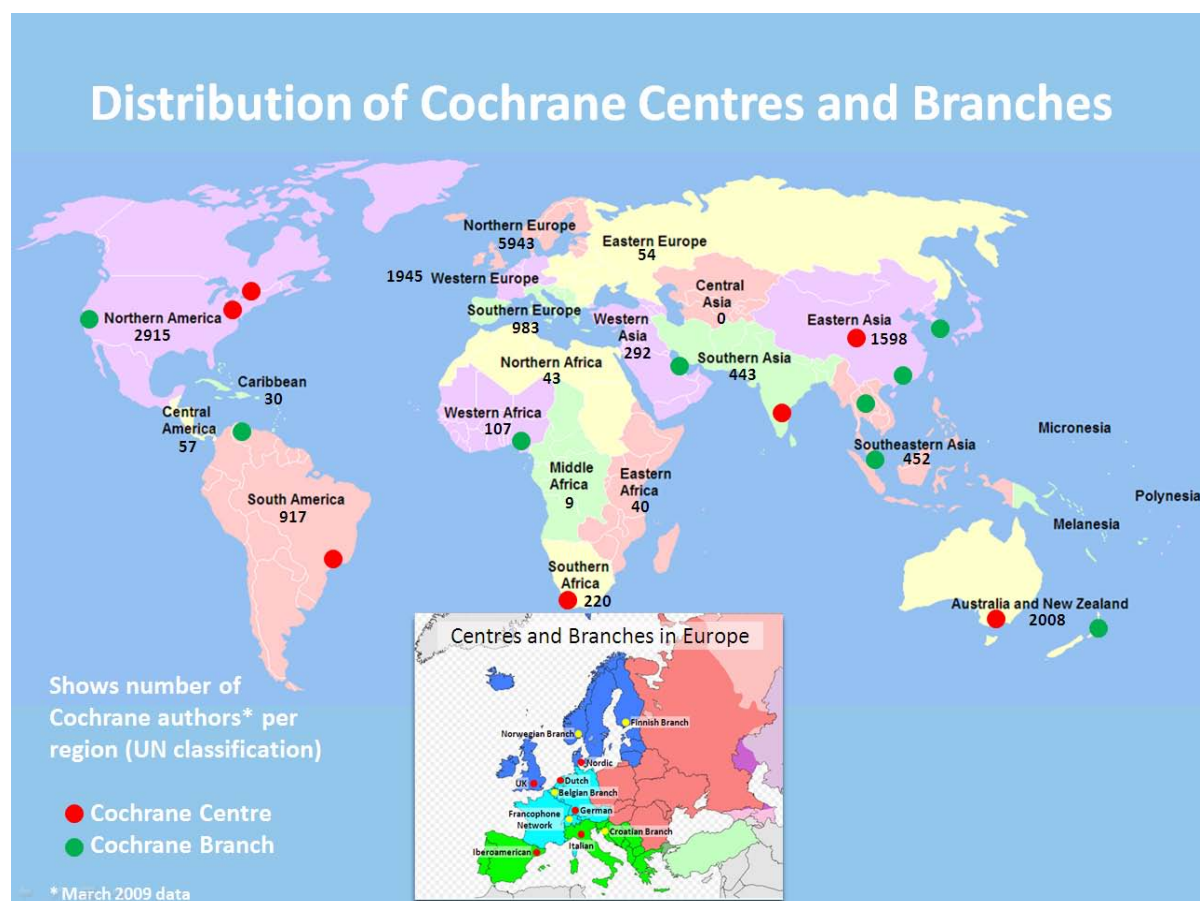 Distribution of Cochrane Centres and Branches
Northern Europe
5943
Eastern Europe
54
1945 Western Europe
Central
Asia
0
Southern Europe
983
Western
Asia
292
Eastern Asia
1598
Northern America
2915
Southern Asia
443
Northern Africa
43
Caribbean
30
Central
America
57
Western Africa
107
Micronesia
Southeastern Asia
452
Middle
Africa
9
Eastern
Africa
40
South America
917
Polynesia
Melanesia
Southern
Africa
220
Australia and New Zealand
2008
Centres and Branches in Europe
Finnish Branch
Norwegian Branch
Nordic
UK
Dutch
Belgian Branch
Francophone
Network
German
Croatian Branch
Italian
Iberoamerican
Shows number of
Cochrane authors* per
region (UN classification)
Cochrane Centre
Cochrane Branch
* March 2009 data